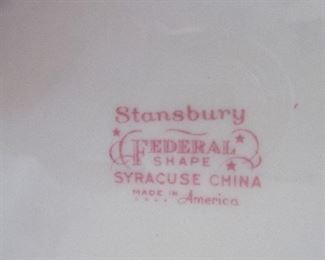 Stansbury
FEDERAL
SHAPE
SYRACUSE CHINA
MADE IN America